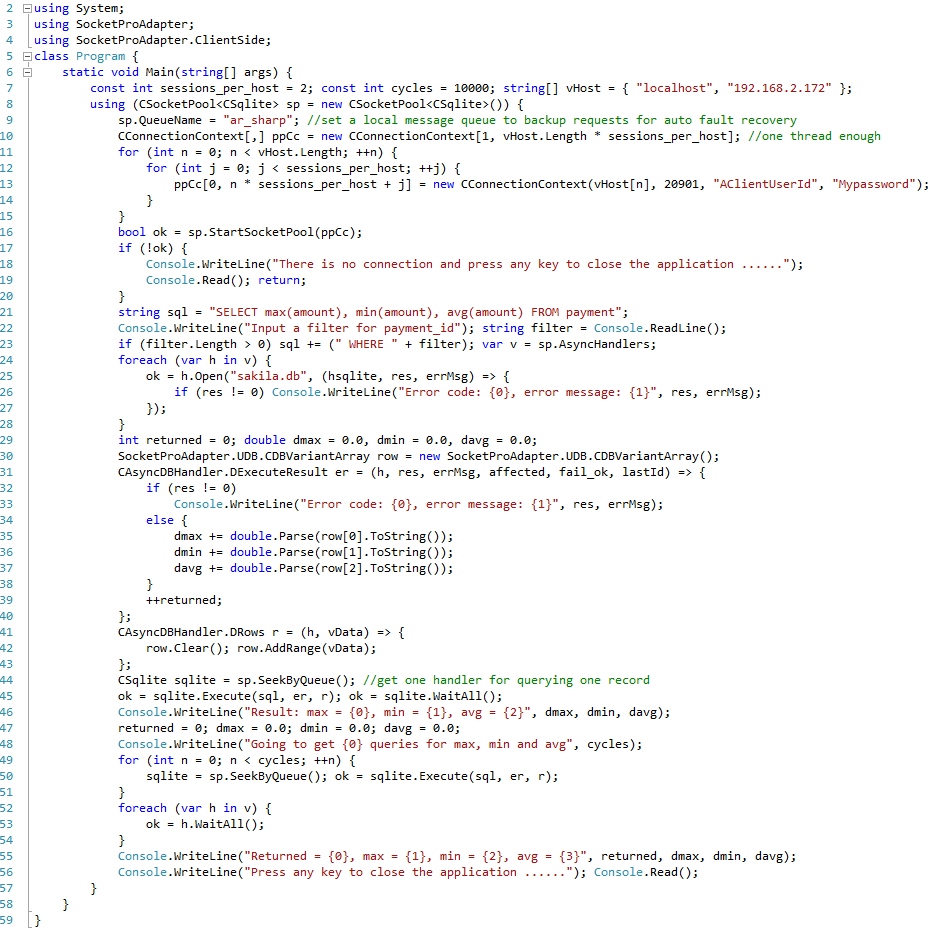 2 using System;
3 using SocketProAdapter;
4 using SocketProAdapter.ClientSide;
5 class Program {
6     static void Main(string[] args) {
7         const int sessions_per_host = 2; const int cycles = 10000; string[] vHost = { "localhost", "192.168.2.172" };
8         using (CSocketPool<CSqlite> sp = new CSocketPool<CSqlite>()) {
9             sp.QueueName = "ar_sharp"; //set a local message queue to backup requests for auto fault recovery
10             CConnectionContext[,] ppCc = new CConnectionContext[1, vHost.Length * sessions_per_host]; //one thread enough
11             for (int n = 0; n < vHost.Length; ++n) {
12                 for (int j = 0; j < sessions_per_host; ++j) {
13                     ppCc[0, n * sessions_per_host + j] = new CConnectionContext(vHost[n], 20901, "AClientUserId", "Mypassword");
14                 }
15             }
16             bool ok = sp.StartSocketPool(ppCc);
17             if (!ok) {
18                 Console.WriteLine("There is no connection and press any key to close the application ......");
19                 Console.Read(); return;
20             }
21             string sql = "SELECT max(amount), min(amount), avg(amount) FROM payment";
22             Console.WriteLine("Input a filter for payment_id"); string filter = Console.ReadLine();
23             if (filter.Length > 0) sql += (" WHERE " + filter); var v = sp.AsyncHandlers;
24             foreach (var h in v) {
25                 ok = h.Open("sakila.db", (hsqlite, res, errMsg) => {
26                     if (res != 0) Console.WriteLine("Error code: {0}, error message: {1}", res, errMsg);
27                 });
28             }
29             int returned = 0; double dmax = 0.0, dmin = 0.0, davg = 0.0;
30             SocketProAdapter.UDB.CDBVariantArray row = new SocketProAdapter.UDB.CDBVariantArray();
31             CAsyncDBHandler.DExecuteResult er = (h, res, errMsg, affected, fail_ok, lastId) => {
32                 if (res != 0)
33                     Console.WriteLine("Error code: {0}, error message: {1}", res, errMsg);
34                 else {
35                     dmax += double.Parse(row[0].ToString());
36                     dmin += double.Parse(row[1].ToString());
37                     davg += double.Parse(row[2].ToString());
38                 }
39                 ++returned;
40             };
41             CAsyncDBHandler.DRows r = (h, vData) => {
42                 row.Clear(); row.AddRange(vData);
43             };
44             CSqlite sqlite = sp.SeekByQueue(); //get one handler for querying one record
45             ok = sqlite.Execute(sql, er, r); ok = sqlite.WaitAll();
46             Console.WriteLine("Result: max = {0}, min = {1}, avg = {2}", dmax, dmin, davg);
47             returned = 0; dmax = 0.0; dmin = 0.0; davg = 0.0;
48             Console.WriteLine("Going to get {0} queries for max, min and avg", cycles);
49             for (int n = 0; n < cycles; ++n) {
50                 sqlite = sp.SeekByQueue(); ok = sqlite.Execute(sql, er, r);
51             }
52             foreach (var h in v) {
53                 ok = h.WaitAll();
54             }
55             Console.WriteLine("Returned = {0}, max = {1}, min = {2}, avg = {3}", returned, dmax, dmin, davg);
56             Console.WriteLine("Press any key to close the application ......"); Console.Read();
57         }
58     }
59 }